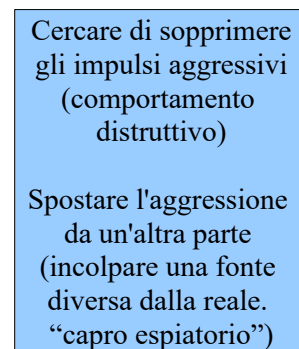 Cercare di sopprimere
gli impulsi aggressivi
(comportamento
distruttivo)
Spostare l'aggressione
da un'altra parte
(incolpare una fonte
diversa dalla reale.
“capro espiatorio”)